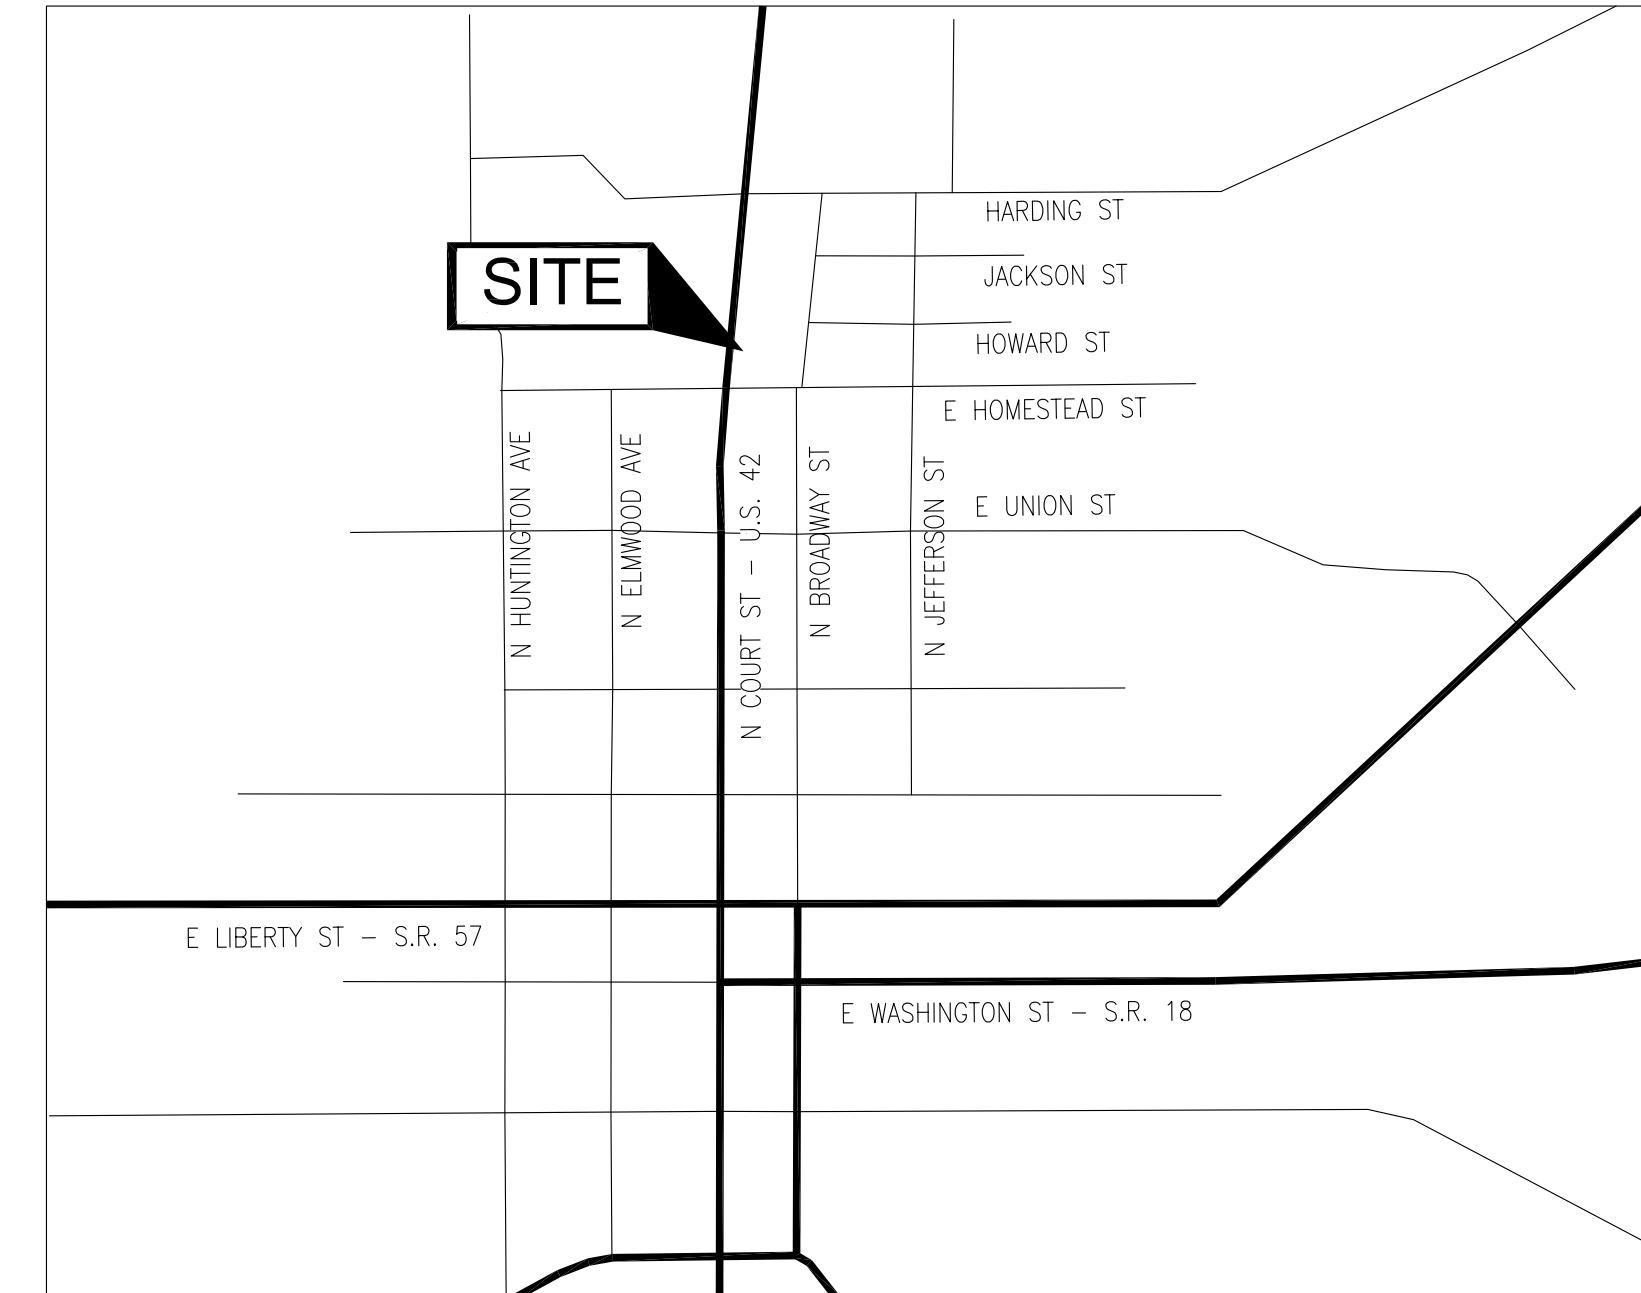 HARDING ST
SITE
JACKSON ST
HOWARD ST
E HOMESTEAD ST
N HUNTINGTON AVE
N ELMWOOD AVE
N COURT ST - U.S. 42
N BROADWAY ST
N JEFFERSON ST
E UNION ST
E LIBERTY ST - S.R. 57
E WASHINGTON ST - S.R. 18